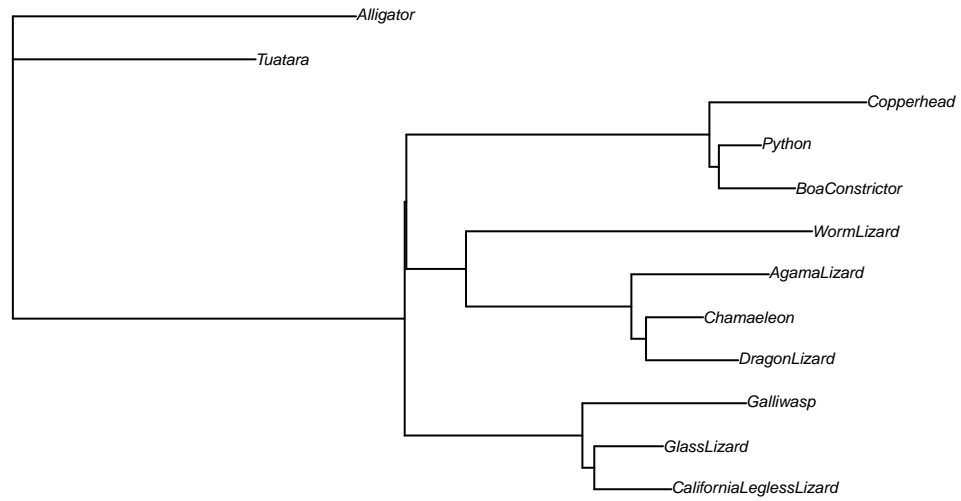 Alligator
Tuatara
Copperhead
Python
BoaConstrictor
WormLizard
AgamaLizard
Chamaeleon
DragonLizard
Galliwasp
GlassLizard
CaliforniaLeglessLizard